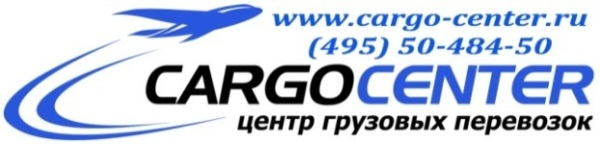 www.cargo-center.ru
(495) 50-484-50
CARGOCENTER
центр грузовых перевозок